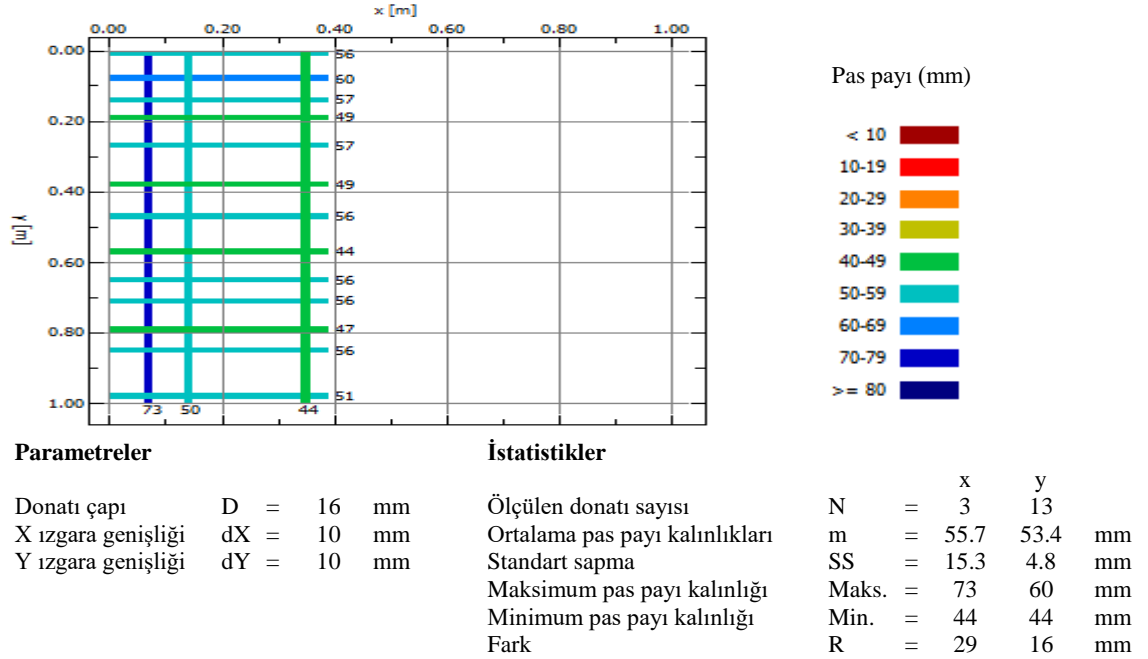 x [m]
0.00 0.20 0.40 0.60 0.80 1.00
0.00
0.20
0.40
0.60
0.80
1.00
Y [m]
56
60
57
49
57
49
56
44
56
56
47
56
51
73 50 44
Pas payı (mm)
< 10
10-19
20-29
30-39
40-49
50-59
60-69
70-79
>= 80
Parametreler
Donatı çapı D = 16 mm
X ızgara genişliği dX = 10 mm
Y ızgara genişliği dY = 10 mm
İstatistikler
x y
Ölçülen donatı sayısı N = 3 13
Ortalama pas payı kalınlıkları m = 55.7 53.4 mm
Standart sapma SS = 15.3 4.8 mm
Maksimum pas payı kalınlığı Maks. = 73 60 mm
Minimum pas payı kalınlığı Min. = 44 44 mm
Fark R = 29 16 mm